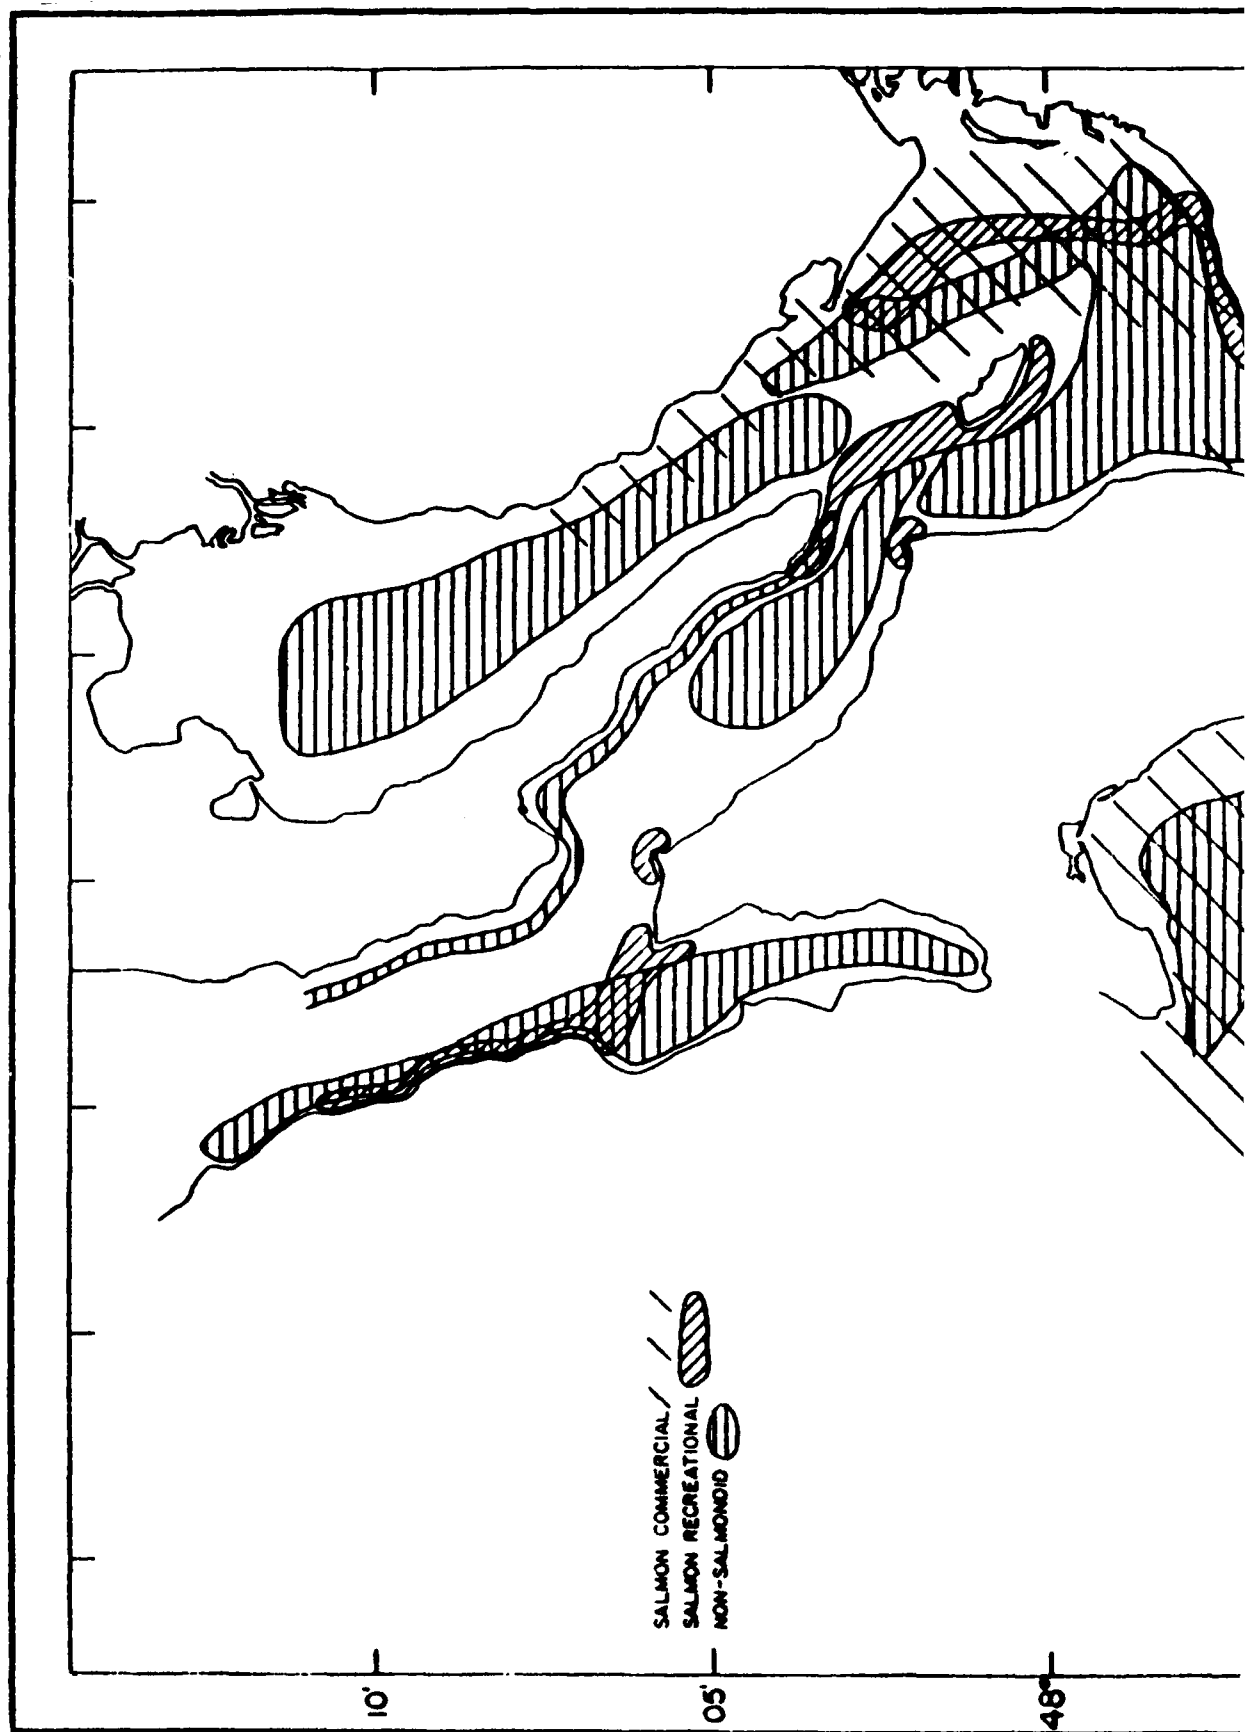 SALMON COMMERCIAL
SALMON RECREATIONAL
NON-SALMONOID
10'
05'
48°